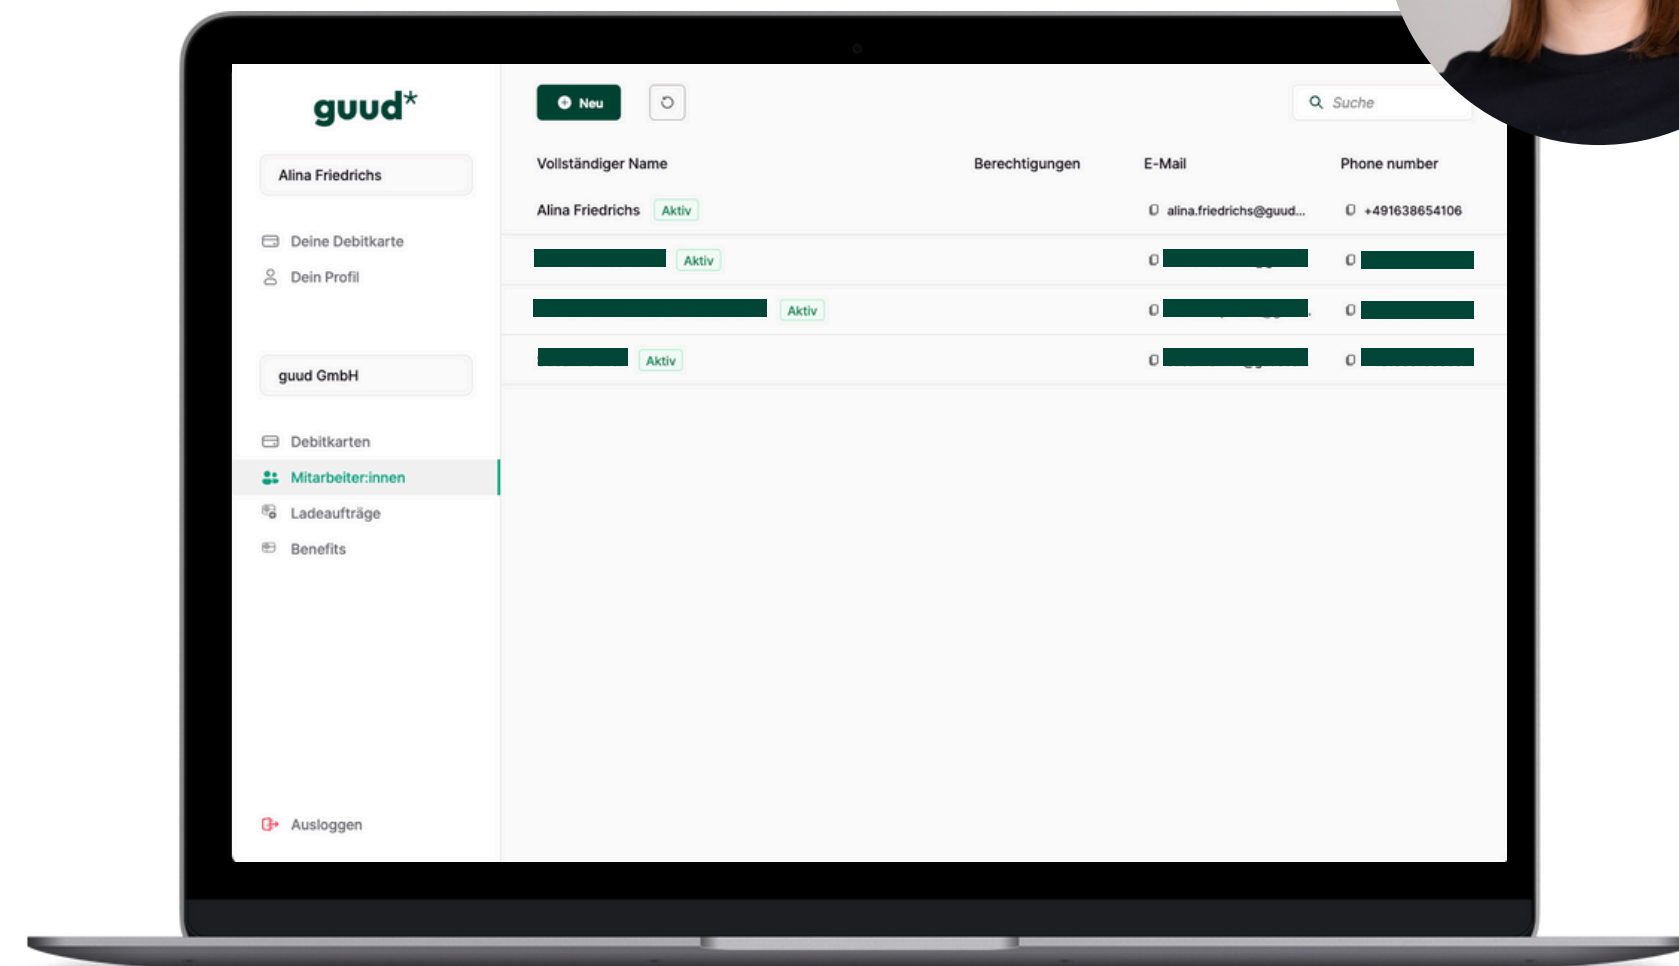 guud*
Neu
Suche
Alina Friedrichs
Vollständiger Name Berechtigungen E-Mail Phone number
Alina Friedrichs Aktiv alina.friedrichs@guud... +491638654106
Deine Debitkarte
Aktiv
Dein Profil
Aktiv
guud GmbH
Aktiv
Debitkarten
Mitarbeiter:innen
Ladeaufträge
Benefits
Ausloggen